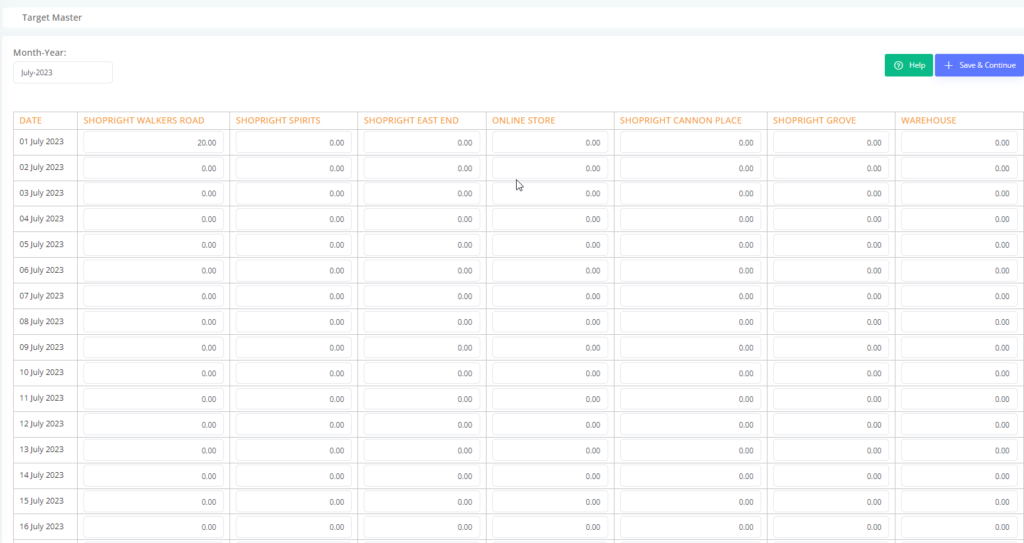 Target Master
Month-Year:
July-2023
Help
Save & Continue
DATE SHOPRIGHT WALKERS ROAD SHOPRIGHT SPIRITS SHOPRIGHT EAST END ONLINE STORE SHOPRIGHT CANNON PLACE SHOPRIGHT GROVE WAREHOUSE
01 July 2023 20.00 0.00 0.00 0.00 0.00 0.00 0.00
02 July 2023 0.00 0.00 0.00 0.00 0.00 0.00 0.00
03 July 2023 0.00 0.00 0.00 0.00 0.00 0.00 0.00
04 July 2023 0.00 0.00 0.00 0.00 0.00 0.00 0.00
05 July 2023 0.00 0.00 0.00 0.00 0.00 0.00 0.00
06 July 2023 0.00 0.00 0.00 0.00 0.00 0.00 0.00
07 July 2023 0.00 0.00 0.00 0.00 0.00 0.00 0.00
08 July 2023 0.00 0.00 0.00 0.00 0.00 0.00 0.00
09 July 2023 0.00 0.00 0.00 0.00 0.00 0.00 0.00
10 July 2023 0.00 0.00 0.00 0.00 0.00 0.00 0.00
11 July 2023 0.00 0.00 0.00 0.00 0.00 0.00 0.00
12 July 2023 0.00 0.00 0.00 0.00 0.00 0.00 0.00
13 July 2023 0.00 0.00 0.00 0.00 0.00 0.00 0.00
14 July 2023 0.00 0.00 0.00 0.00 0.00 0.00 0.00
15 July 2023 0.00 0.00 0.00 0.00 0.00 0.00 0.00
16 July 2023 0.00 0.00 0.00 0.00 0.00 0.00 0.00